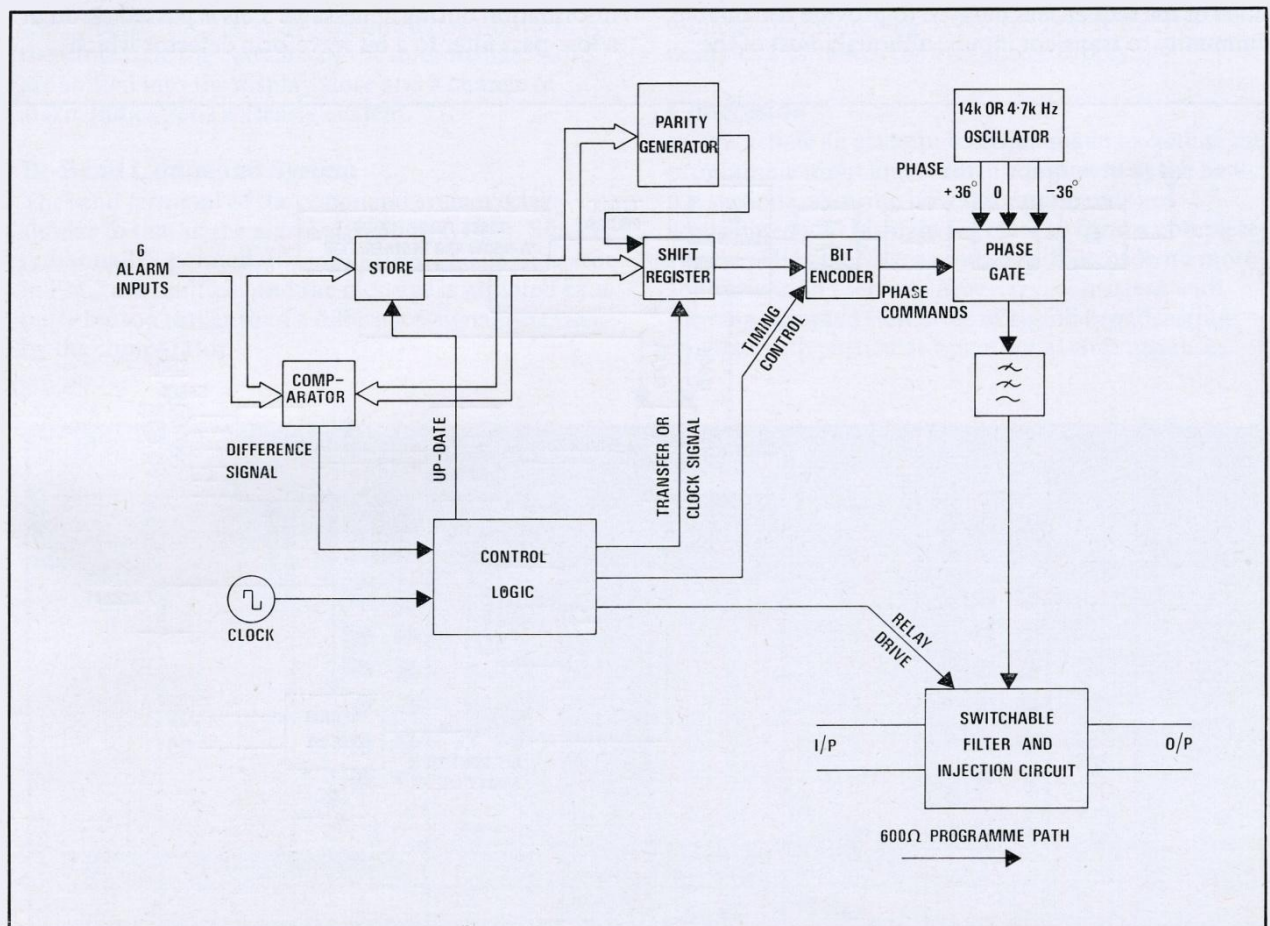 PARITY
GENERATOR
14k OR 4·7k Hz
OSCILLATOR
PHASE
+36° 0 −36°
6
ALARM
INPUTS
STORE
SHIFT
REGISTER
BIT
ENCODER
PHASE
GATE
PHASE
COMMANDS
TIMING
CONTROL
COMP-
ARATOR
DIFFERENCE
SIGNAL
UP-DATE
TRANSFER OR
CLOCK SIGNAL
CONTROL
LOGIC
CLOCK
RELAY
DRIVE
I/P
SWITCHABLE
FILTER AND
INJECTION CIRCUIT
O/P
600Ω PROGRAMME PATH